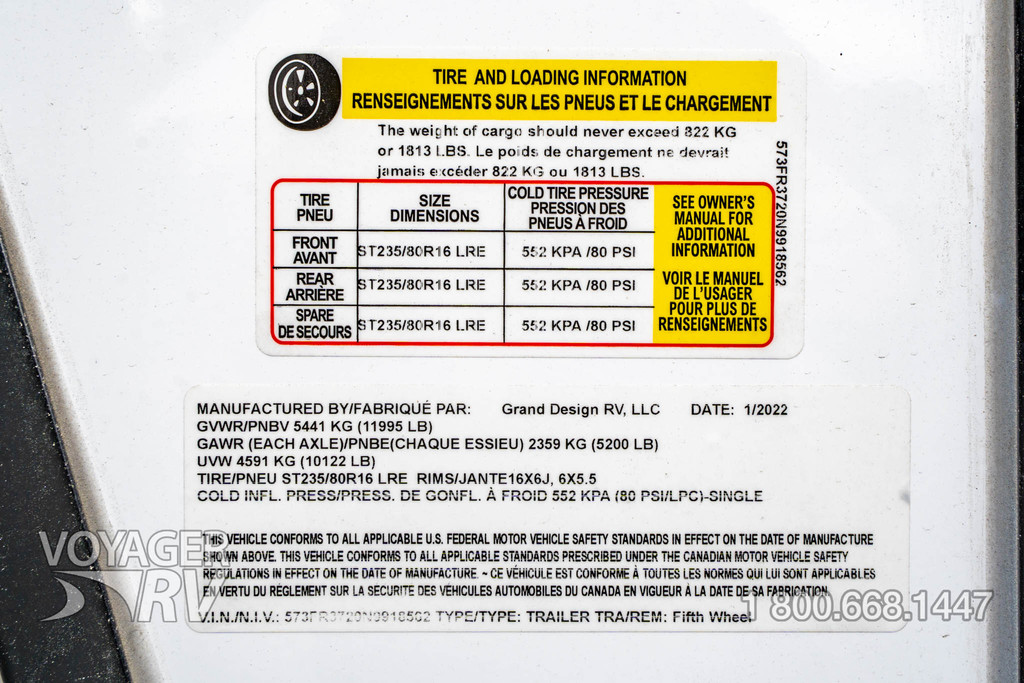 TIRE AND LOADING INFORMATION
RENSEIGNEMENTS SUR LES PNEUS ET LE CHARGEMENT
The weight of cargo should never exceed 822 KG
or 1813 LBS. Le poids de chargement ne devrait
jamais excéder 822 KG ou 1813 LBS.
TIRE PNEU SIZE DIMENSIONS COLD TIRE PRESSURE PRESSION DES PNEUS À FROID
FRONT AVANT ST235/80R16 LRE 552 KPA /80 PSI
REAR ARRIÈRE ST235/80R16 LRE 552 KPA /80 PSI
SPARE DE SECOURS ST235/80R16 LRE 552 KPA /80 PSI
SEE OWNER'S
MANUAL FOR
ADDITIONAL
INFORMATION
VOIR LE MANUEL
DE L'USAGER
POUR PLUS DE
RENSEIGNEMENTS
573FR3720N9918562
MANUFACTURED BY/FABRIQUÉ PAR: Grand Design RV, LLC DATE: 1/2022
GVWR/PNBV 5441 KG (11995 LB)
GAWR (EACH AXLE)/PNBE(CHAQUE ESSIEU) 2359 KG (5200 LB)
UVW 4591 KG (10122 LB)
TIRE/PNEU ST235/80R16 LRE RIMS/JANTE16X6J, 6X5.5
COLD INFL. PRESS/PRESS. DE GONFL. À FROID 552 KPA (80 PSI/LPC)-SINGLE
THIS VEHICLE CONFORMS TO ALL APPLICABLE U.S. FEDERAL MOTOR VEHICLE SAFETY STANDARDS IN EFFECT ON THE DATE OF MANUFACTURE
SHOWN ABOVE. THIS VEHICLE CONFORMS TO ALL APPLICABLE STANDARDS PRESCRIBED UNDER THE CANADIAN MOTOR VEHICLE SAFETY
REGULATIONS IN EFFECT ON THE DATE OF MANUFACTURE. ~ CE VÉHICULE EST CONFORME À TOUTES LES NORMES QUI LUI SONT APPLICABLES
EN VERTU DU RÈGLEMENT SUR LA SECURITE DES VÉHICULES AUTOMOBILES DU CANADA EN VIGUEUR À LA DATE DE SA FABRICATION.
V.I.N./N.I.V.: 573FR3720N9918562 TYPE/TYPE: TRAILER TRA/REM: Fifth Wheel
VOYAGER
RV
1 800.668.1447